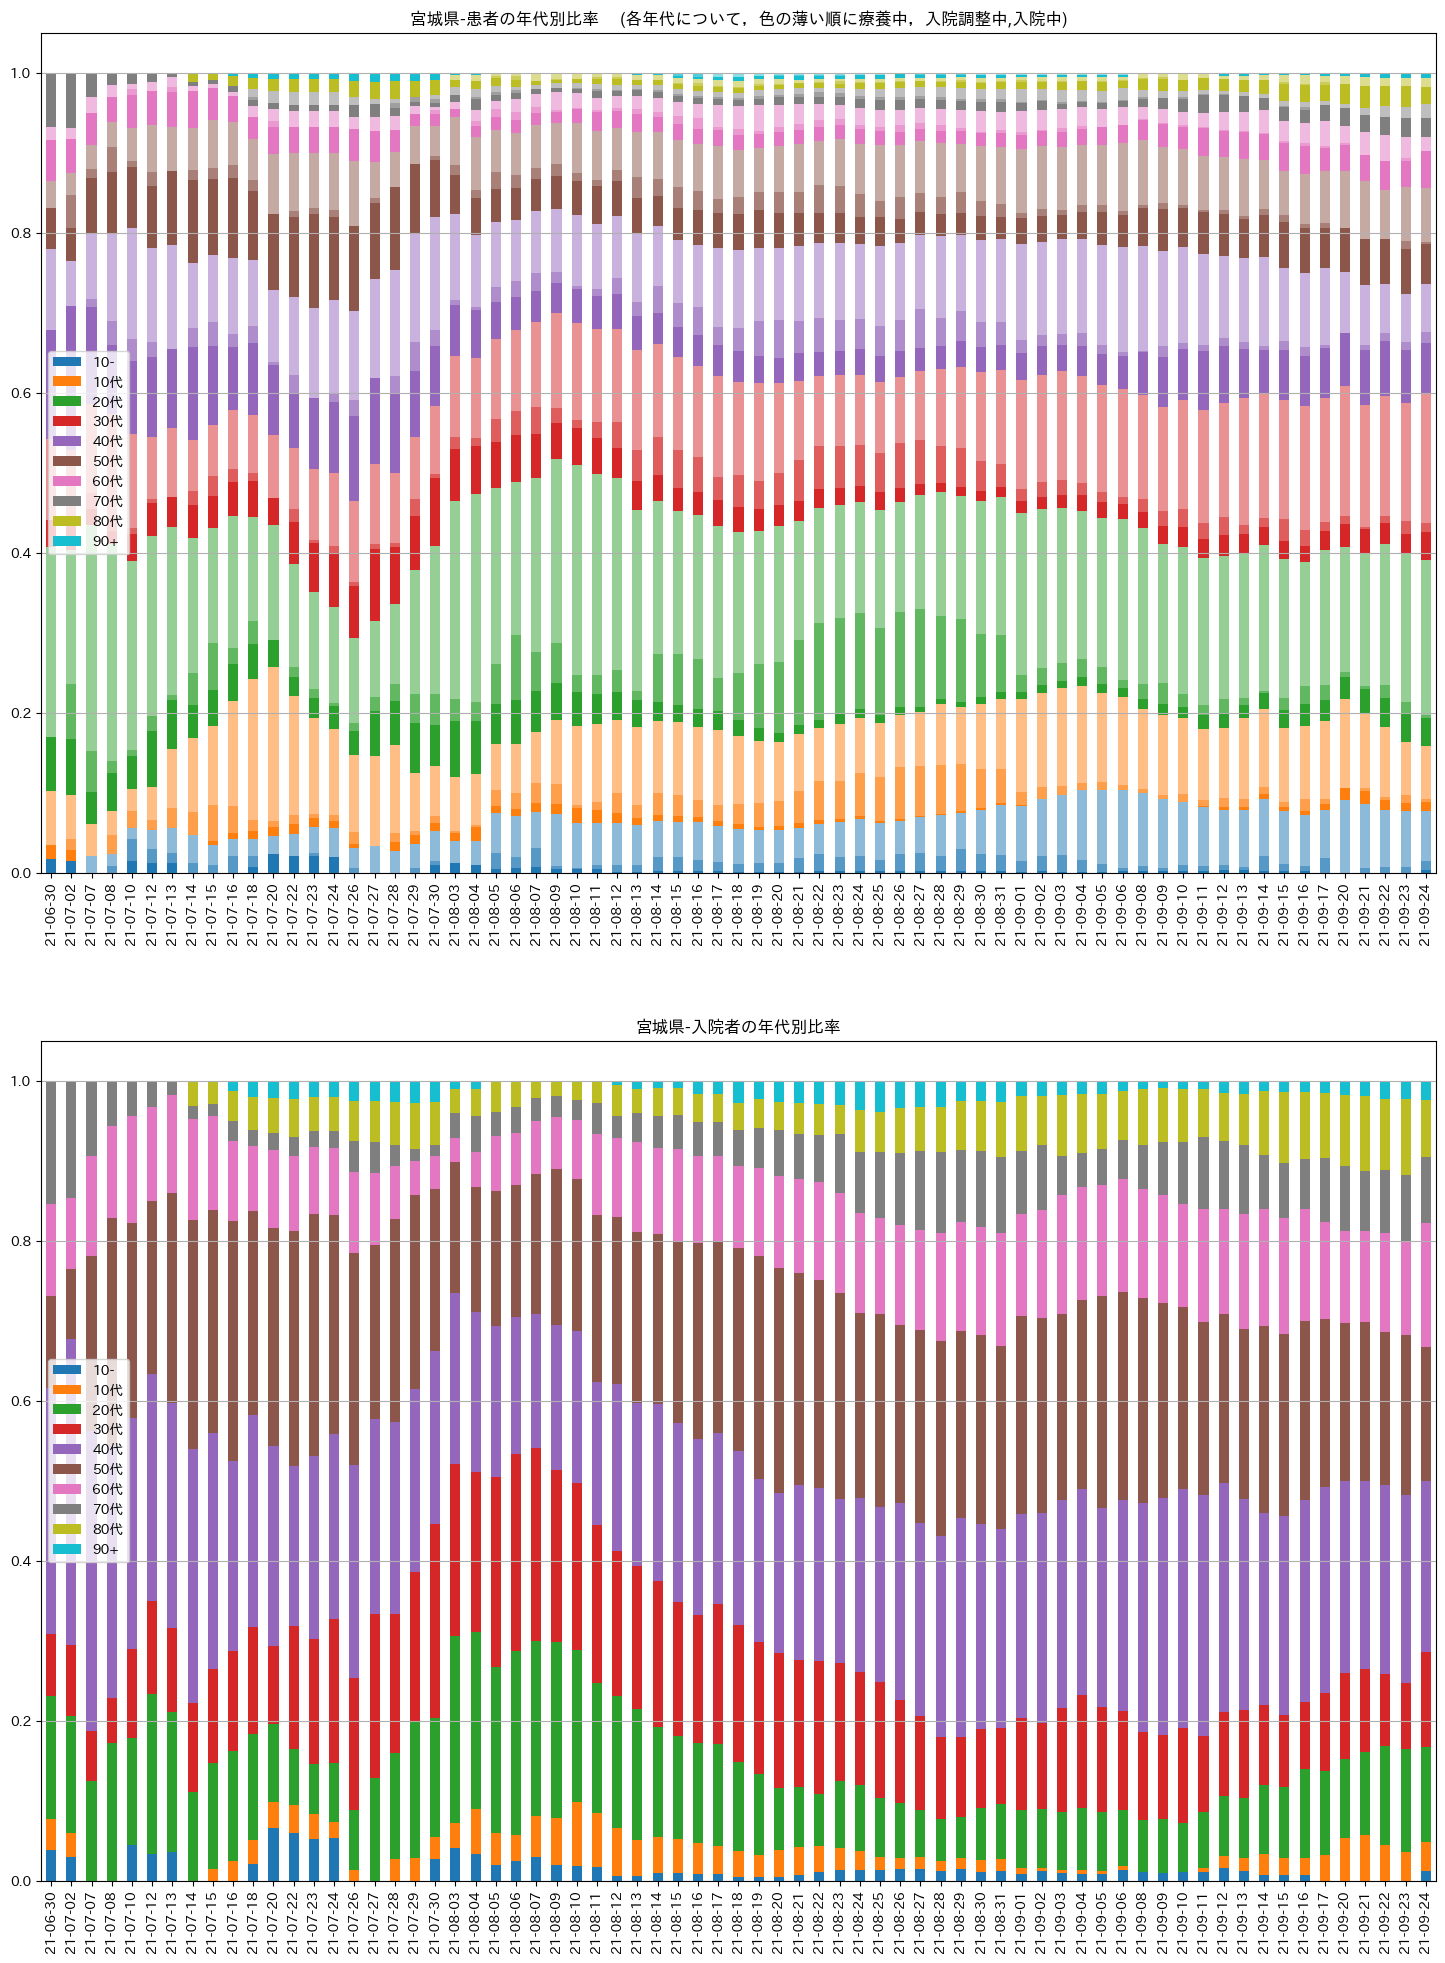 宮城県-患者の年代別比率　(各年代について，色の薄い順に療養中，入院調整中,入院中)
1.0
0.8
0.6
0.4
0.2
0.0
10-
10代
20代
30代
40代
50代
60代
70代
80代
90+
21-06-30 21-07-02 21-07-07 21-07-08 21-07-10 21-07-12 21-07-13 21-07-14 21-07-15 21-07-16 21-07-18 21-07-20 21-07-22 21-07-23 21-07-24 21-07-26 21-07-27 21-07-28 21-07-29 21-07-30 21-08-03 21-08-04 21-08-05 21-08-06 21-08-07 21-08-09 21-08-10 21-08-11 21-08-12 21-08-13 21-08-14 21-08-15 21-08-16 21-08-17 21-08-18 21-08-19 21-08-20 21-08-21 21-08-22 21-08-23 21-08-24 21-08-25 21-08-26 21-08-27 21-08-28 21-08-29 21-08-30 21-08-31 21-09-01 21-09-02 21-09-03 21-09-04 21-09-05 21-09-06 21-09-08 21-09-09 21-09-10 21-09-11 21-09-12 21-09-13 21-09-14 21-09-15 21-09-16 21-09-17 21-09-20 21-09-21 21-09-22 21-09-23 21-09-24
宮城県-入院者の年代別比率
1.0
0.8
0.6
0.4
0.2
0.0
10-
10代
20代
30代
40代
50代
60代
70代
80代
90+
21-06-30 21-07-02 21-07-07 21-07-08 21-07-10 21-07-12 21-07-13 21-07-14 21-07-15 21-07-16 21-07-18 21-07-20 21-07-22 21-07-23 21-07-24 21-07-26 21-07-27 21-07-28 21-07-29 21-07-30 21-08-03 21-08-04 21-08-05 21-08-06 21-08-07 21-08-09 21-08-10 21-08-11 21-08-12 21-08-13 21-08-14 21-08-15 21-08-16 21-08-17 21-08-18 21-08-19 21-08-20 21-08-21 21-08-22 21-08-23 21-08-24 21-08-25 21-08-26 21-08-27 21-08-28 21-08-29 21-08-30 21-08-31 21-09-01 21-09-02 21-09-03 21-09-04 21-09-05 21-09-06 21-09-08 21-09-09 21-09-10 21-09-11 21-09-12 21-09-13 21-09-14 21-09-15 21-09-16 21-09-17 21-09-20 21-09-21 21-09-22 21-09-23 21-09-24